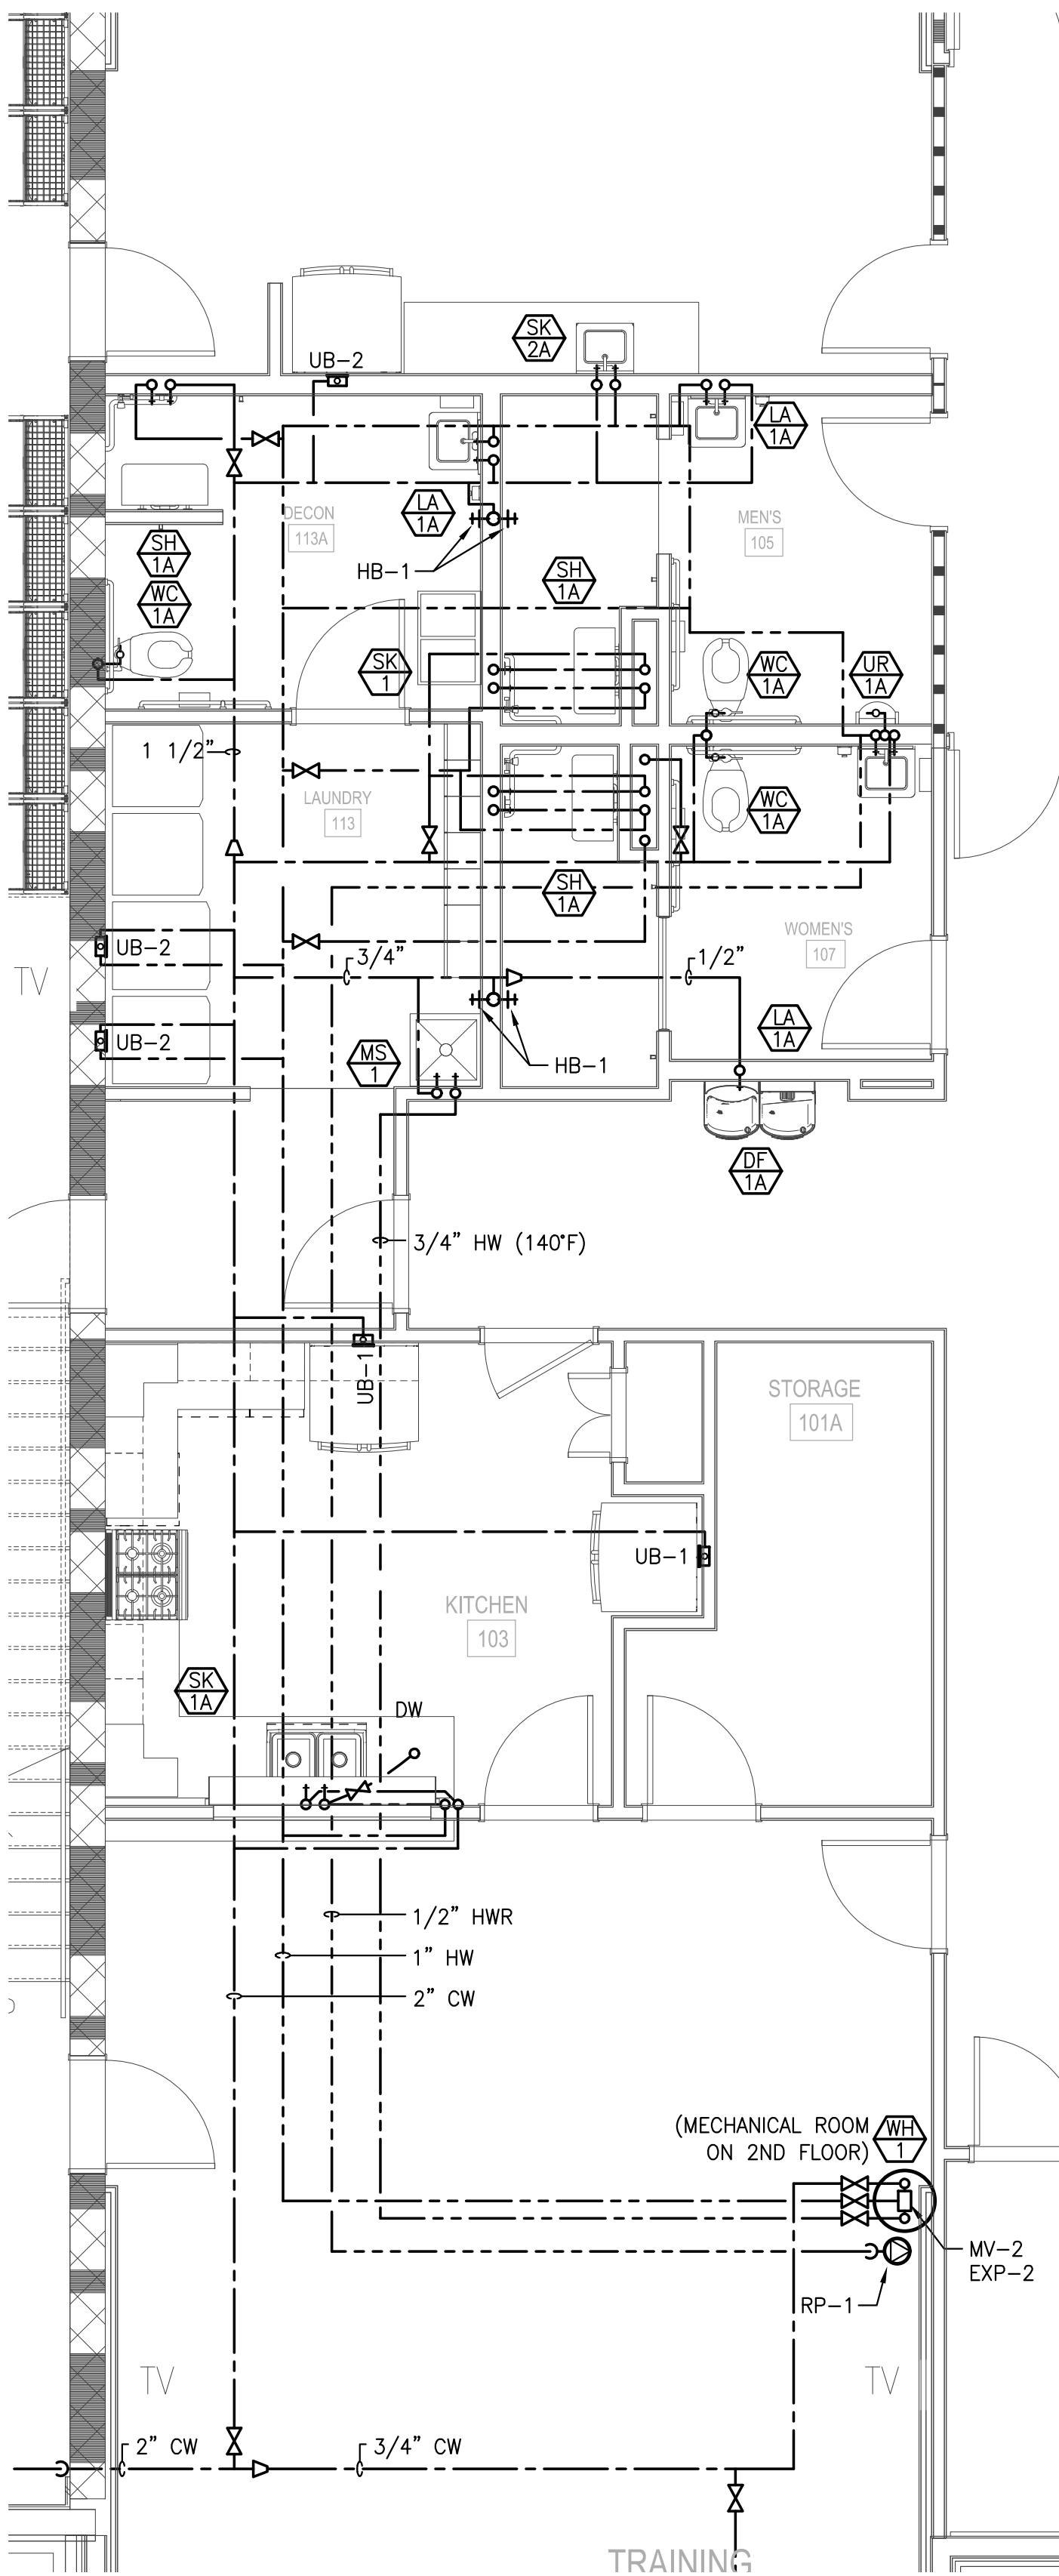 UB-2
SK
2A
LA
1A
DECON
113A
LA
1A
MEN'S
105
SH
1A
HB-1
SH
1A
WC
1A
SK
1
WC
1A
UR
1A
1 1/2"
LAUNDRY
113
WC
1A
SH
1A
WOMEN'S
107
UB-2
3/4"
1/2"
TV
LA
1A
UB-2
MS
1
HB-1
DF
1A
3/4" HW (140°F)
UB-1
STORAGE
101A
UB-1
KITCHEN
103
SK
1A
DW
1/2" HWR
1" HW
2" CW
(MECHANICAL ROOM
ON 2ND FLOOR)
WH
1
MV-2
EXP-2
RP-1
TV
TV
2" CW
3/4" CW
TRAINING